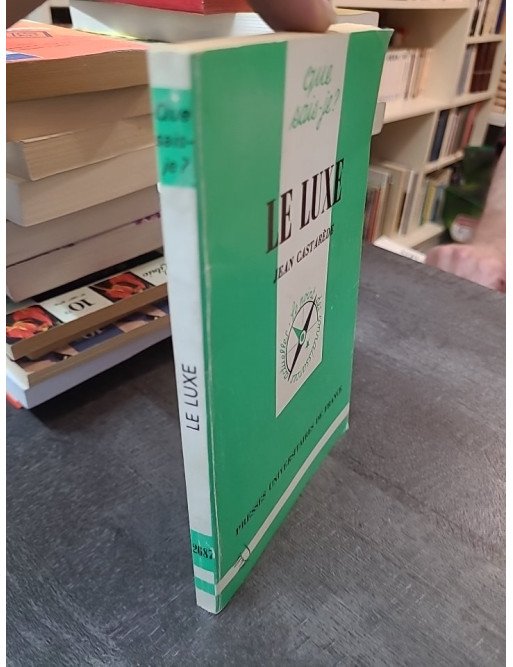 Que
sais-
je?
LE LUXE
2687
que
sais-je?
LE LUXE
JEAN CASTARÈDE
PRESSES UNIVERSITAIRES DE FRANCE
10